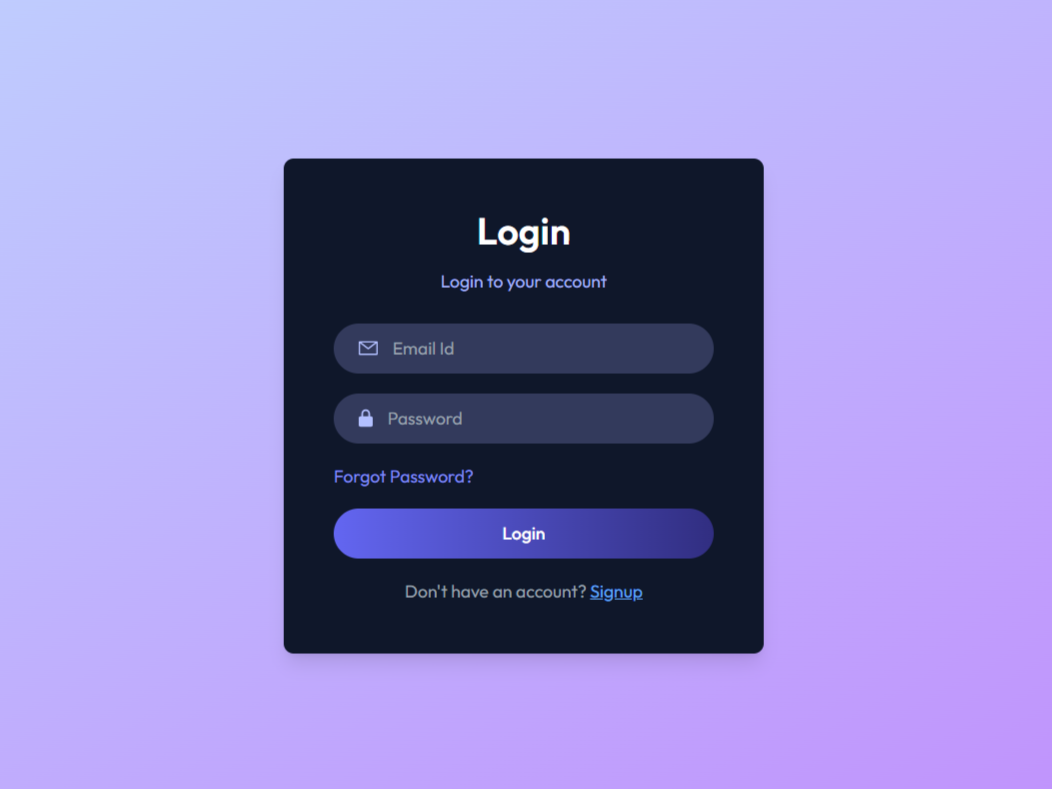 Login
Login to your account
Email Id
Password
Forgot Password?
Login
Don't have an account? Signup